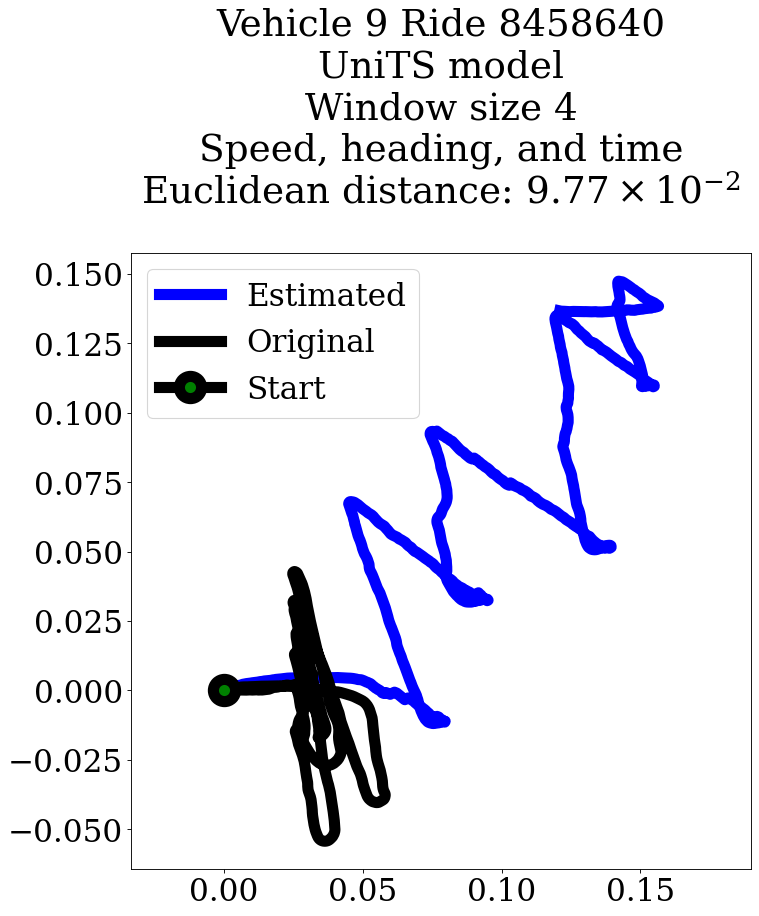 Vehicle 9 Ride 8458640
UniTS model
Window size 4
Speed, heading, and time
Euclidean distance: 9.77 × 10⁻²
Estimated
Original
Start
0.150
0.125
0.100
0.075
0.050
0.025
0.000
−0.025
−0.050
0.00 0.05 0.10 0.15